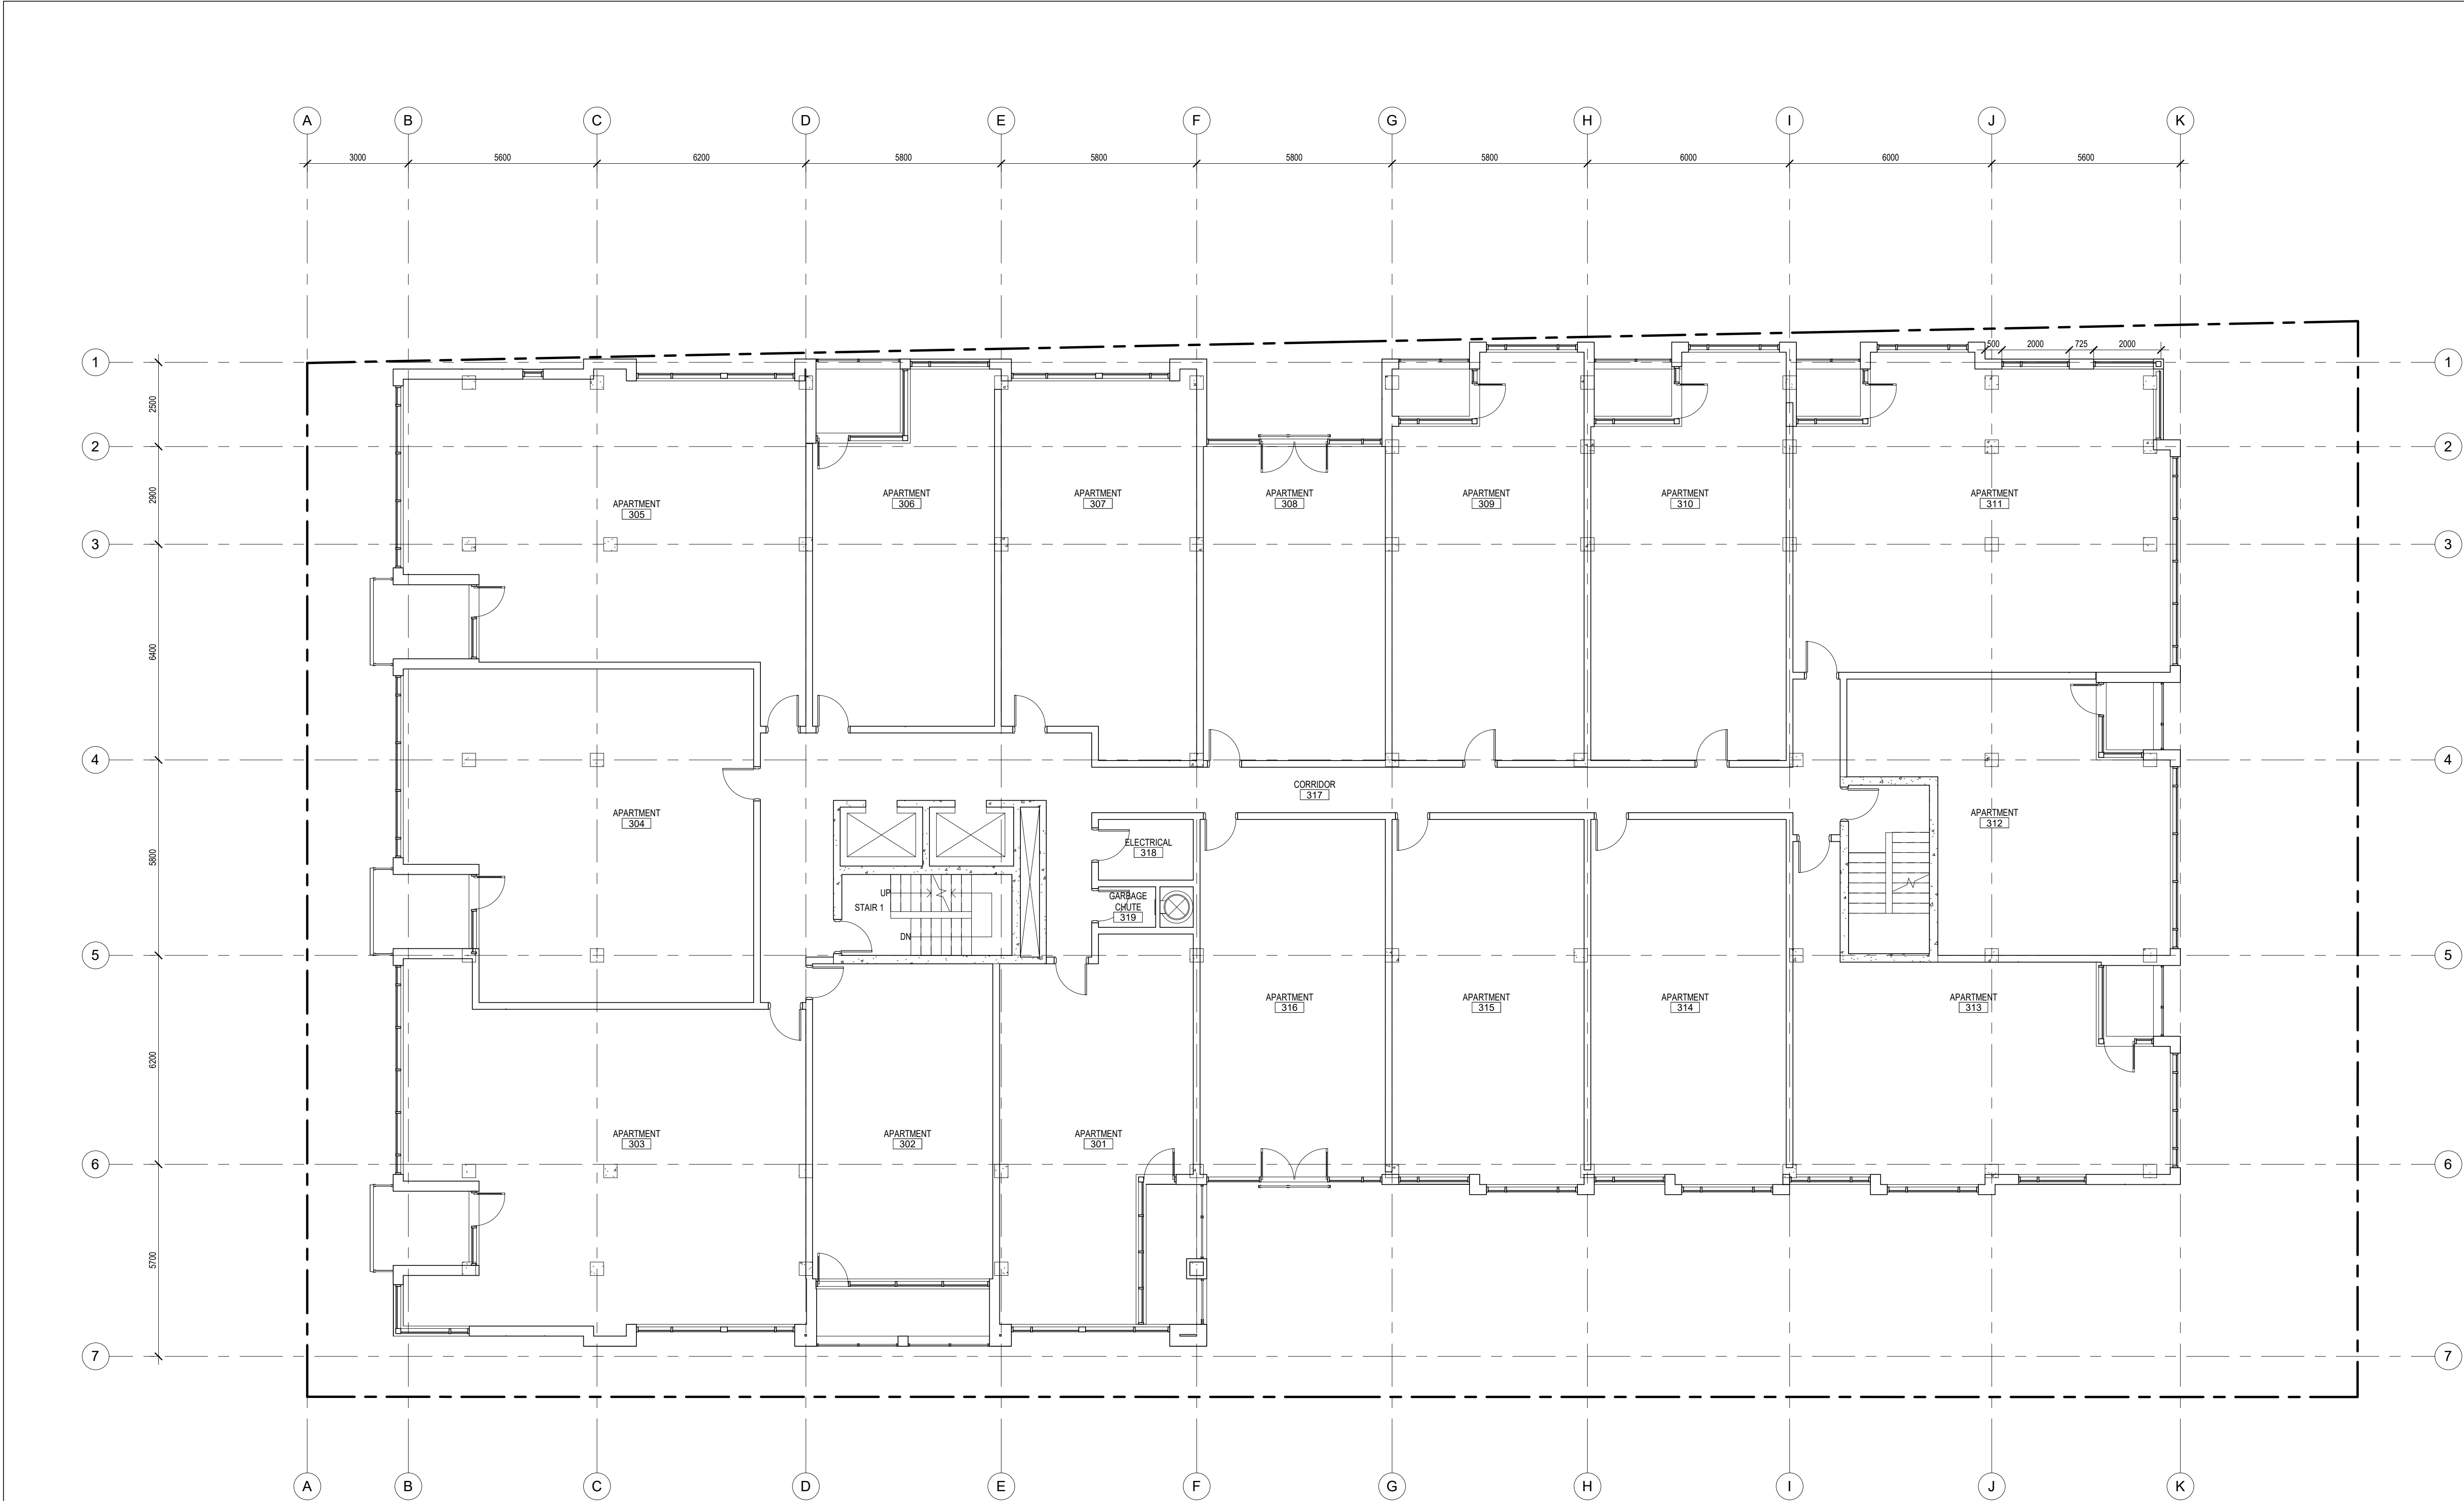 A B C D E F G H I J K
3000 5600 6200 5800 5800 5800 5800 6000 6000 5600
500 2000 725 2000
1 1
2500
2 2
2900
APARTMENT APARTMENT APARTMENT APARTMENT APARTMENT APARTMENT APARTMENT
305 306 307 308 309 310 311
3 3
6400
4 4
CORRIDOR
317
APARTMENT APARTMENT
304 312
ELECTRICAL
318
5800
UP
STAIR 1
GARBAGE
CHUTE
319
DN
5 5
APARTMENT APARTMENT APARTMENT APARTMENT
316 315 314 313
6200
APARTMENT APARTMENT APARTMENT
303 302 301
6 6
5700
7 7
A B C D E F G H I J K